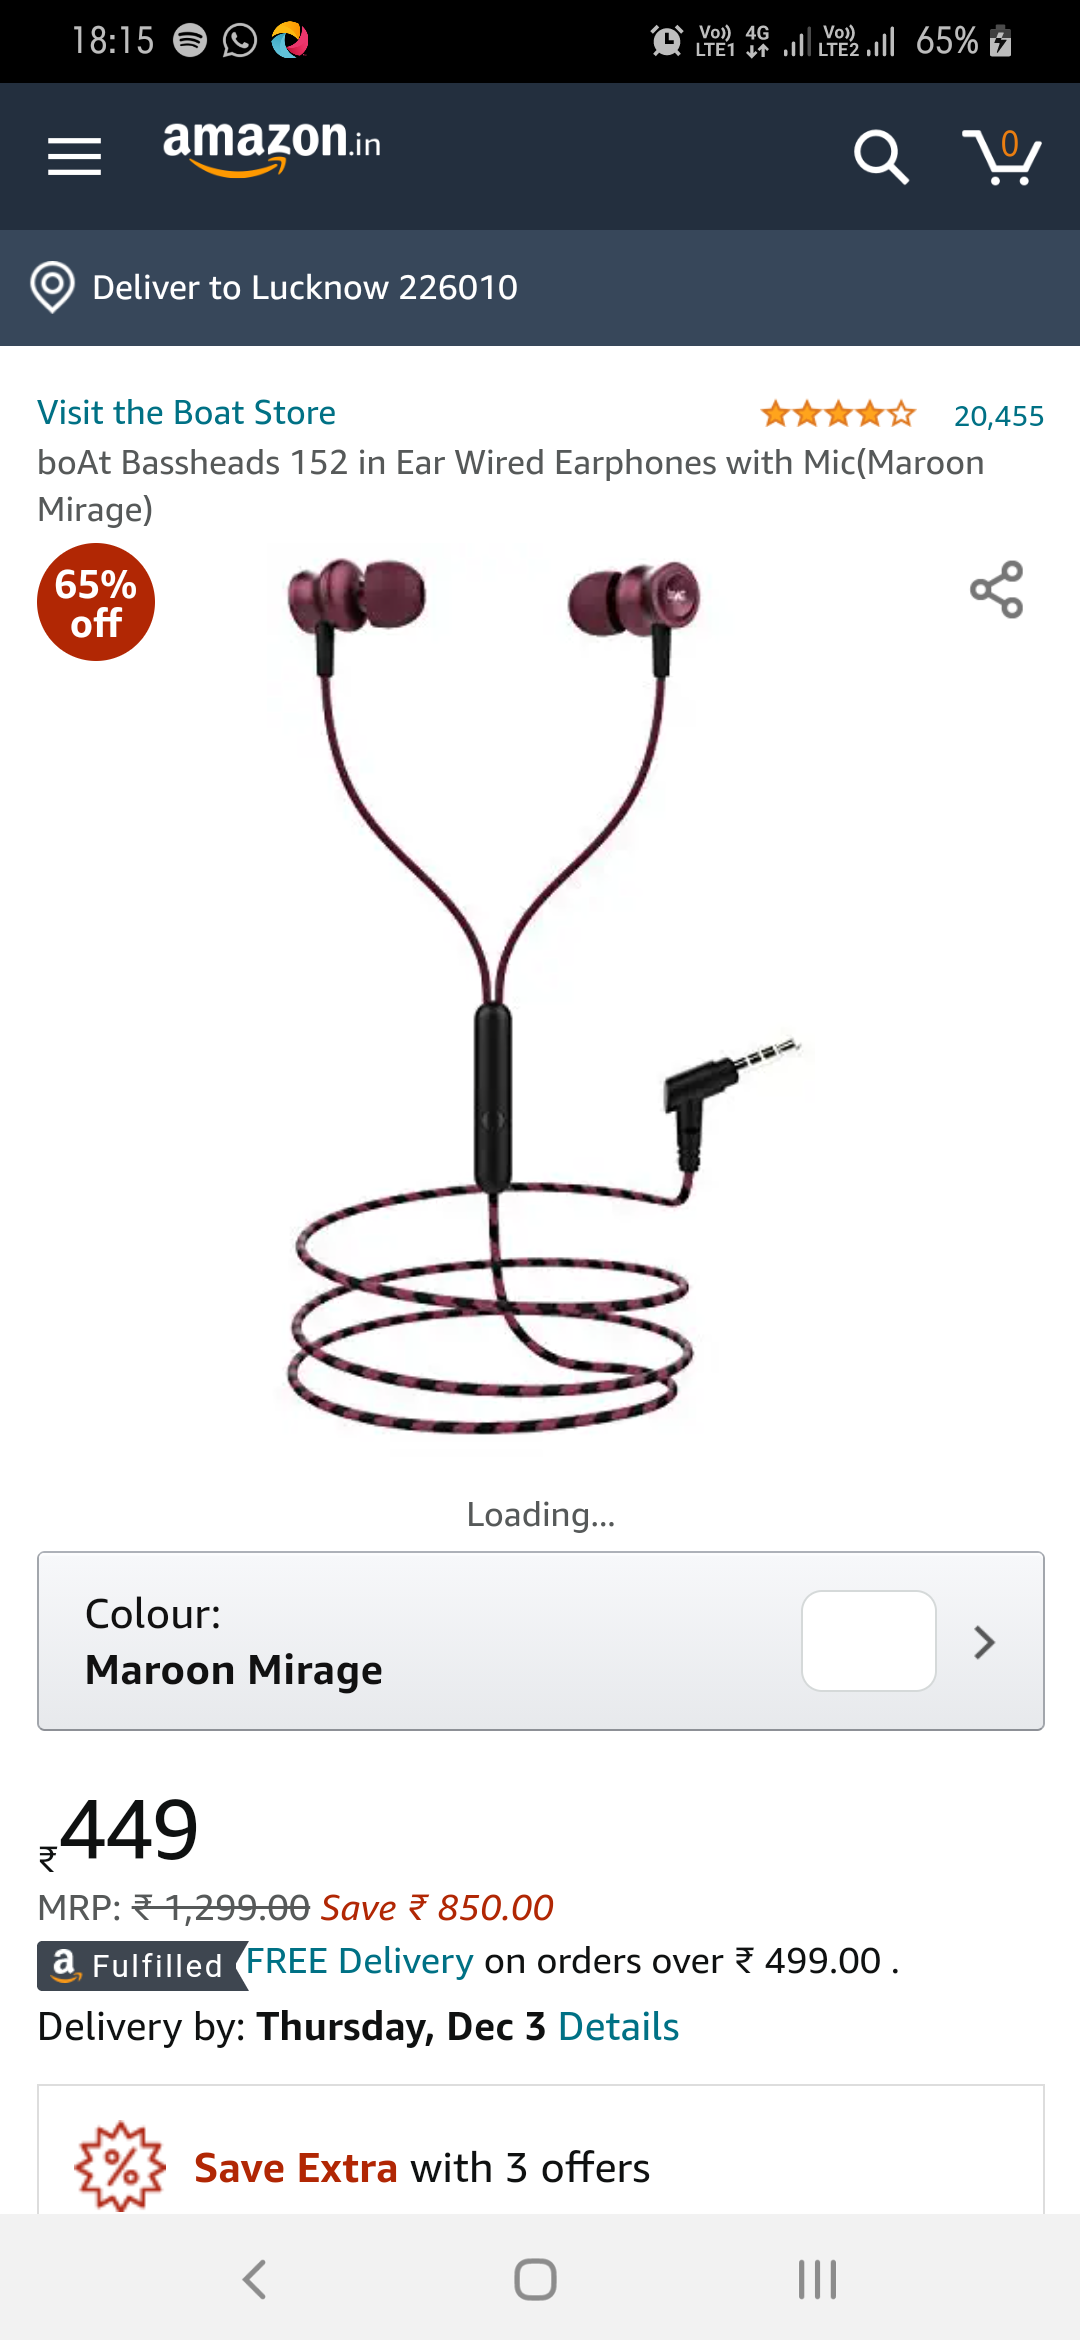 18:15 Vo)) LTE1 4G Vo)) LTE2 65%
amazon.in 0
Deliver to Lucknow 226010
Visit the Boat Store 20,455
boAt Bassheads 152 in Ear Wired Earphones with Mic(Maroon
Mirage)
65%
off
Loading...
Colour:
Maroon Mirage
₹449
MRP: ₹ 1,299.00 Save ₹ 850.00
a Fulfilled FREE Delivery on orders over ₹ 499.00 .
Delivery by: Thursday, Dec 3 Details
% Save Extra with 3 offers